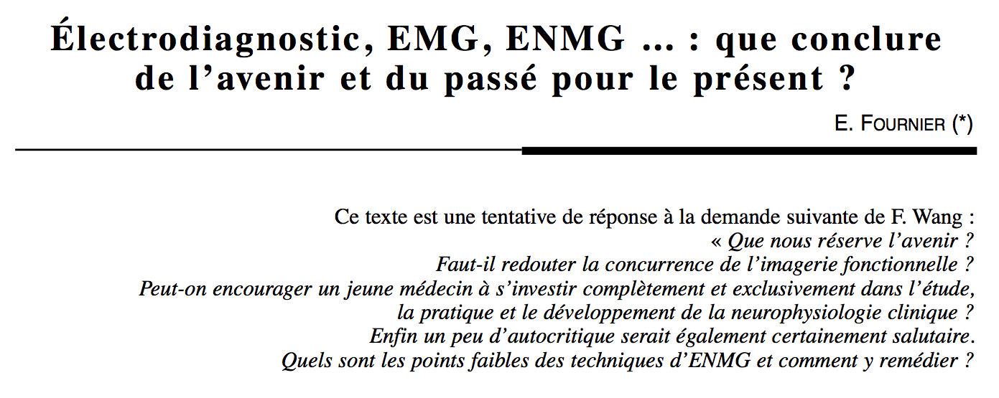 Électrodiagnostic, EMG, ENMG ... : que conclure
de l’avenir et du passé pour le présent ?
E. FOURNIER (*)
Ce texte est une tentative de réponse à la demande suivante de F. Wang :
« Que nous réserve l’avenir ?
Faut-il redouter la concurrence de l’imagerie fonctionnelle ?
Peut-on encourager un jeune médecin à s’investir complètement et exclusivement dans l’étude,
la pratique et le développement de la neurophysiologie clinique ?
Enfin un peu d’autocritique serait également certainement salutaire.
Quels sont les points faibles des techniques d’ENMG et comment y remédier ?